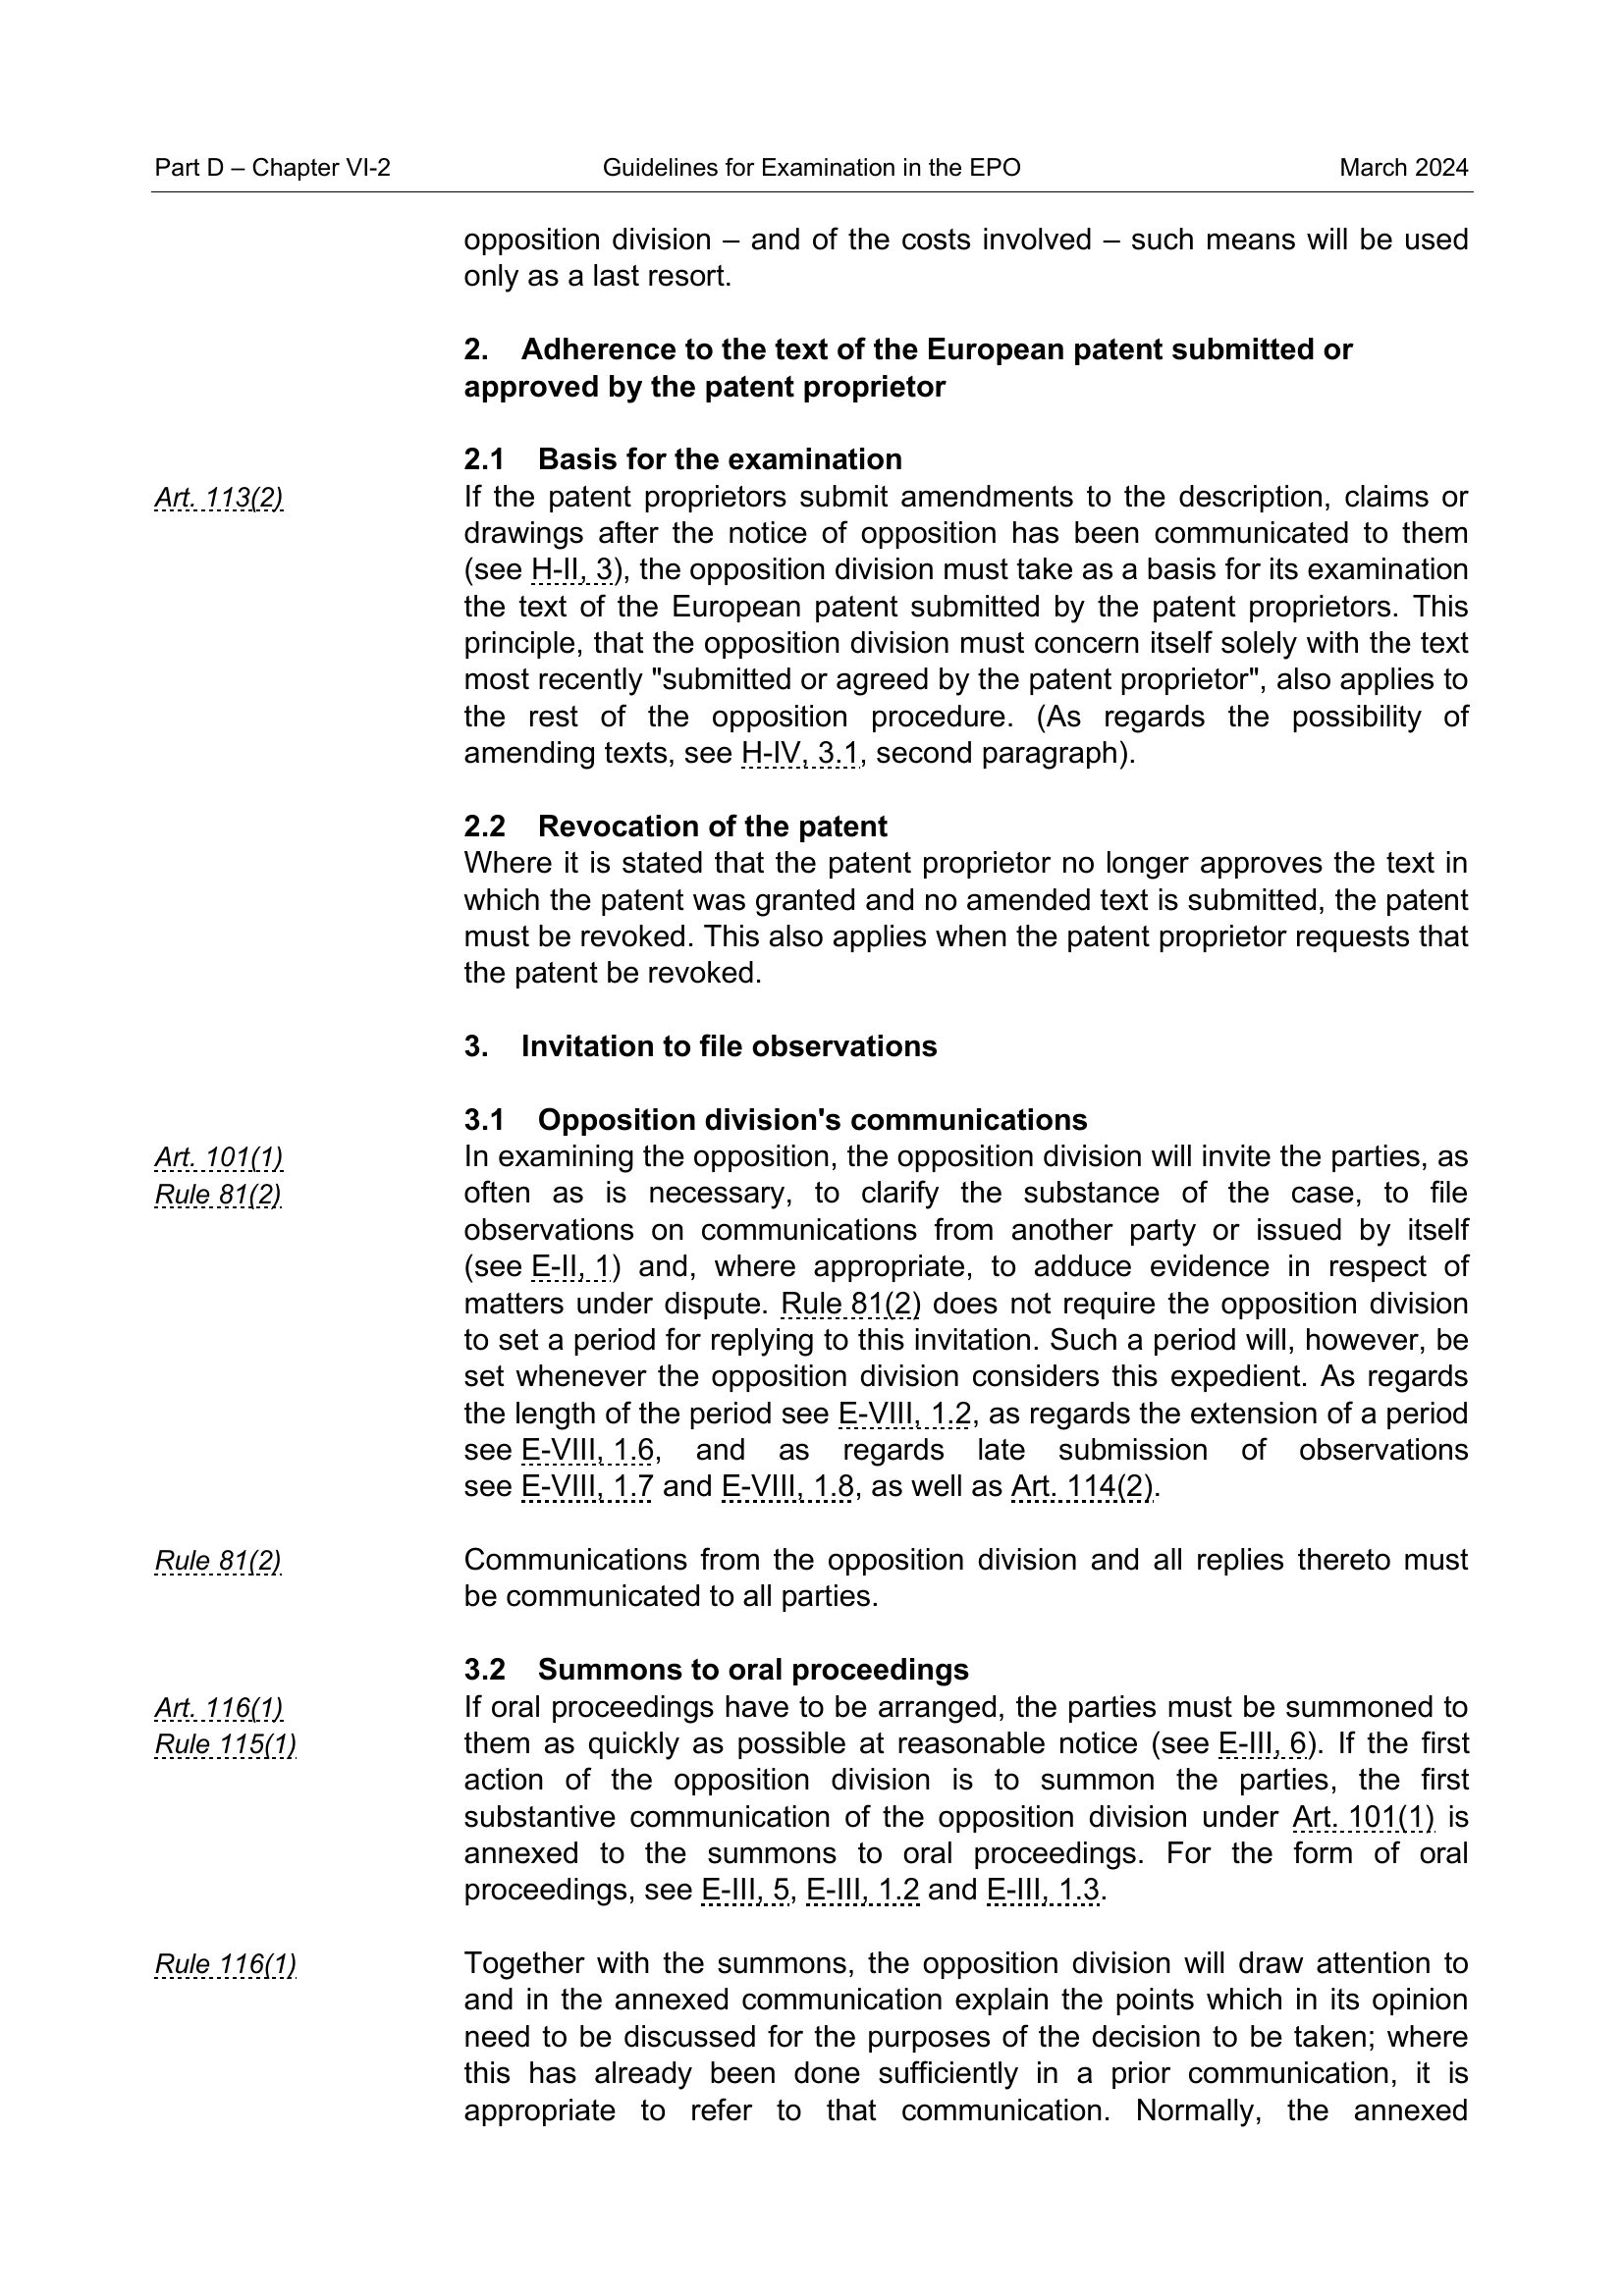 Part D – Chapter VI-2 Guidelines for Examination in the EPO March 2024
opposition division – and of the costs involved – such means will be used
only as a last resort.
2. Adherence to the text of the European patent submitted or
approved by the patent proprietor
2.1 Basis for the examination
Art. 113(2)
If the patent proprietors submit amendments to the description, claims or
drawings after the notice of opposition has been communicated to them
(see H-II, 3), the opposition division must take as a basis for its examination
the text of the European patent submitted by the patent proprietors. This
principle, that the opposition division must concern itself solely with the text
most recently "submitted or agreed by the patent proprietor", also applies to
the rest of the opposition procedure. (As regards the possibility of
amending texts, see H-IV, 3.1, second paragraph).
2.2 Revocation of the patent
Where it is stated that the patent proprietor no longer approves the text in
which the patent was granted and no amended text is submitted, the patent
must be revoked. This also applies when the patent proprietor requests that
the patent be revoked.
3. Invitation to file observations
3.1 Opposition division's communications
Art. 101(1)
Rule 81(2)
In examining the opposition, the opposition division will invite the parties, as
often as is necessary, to clarify the substance of the case, to file
observations on communications from another party or issued by itself
(see E-II, 1) and, where appropriate, to adduce evidence in respect of
matters under dispute. Rule 81(2) does not require the opposition division
to set a period for replying to this invitation. Such a period will, however, be
set whenever the opposition division considers this expedient. As regards
the length of the period see E-VIII, 1.2, as regards the extension of a period
see E-VIII, 1.6, and as regards late submission of observations
see E-VIII, 1.7 and E-VIII, 1.8, as well as Art. 114(2).
Rule 81(2)
Communications from the opposition division and all replies thereto must
be communicated to all parties.
3.2 Summons to oral proceedings
Art. 116(1)
Rule 115(1)
If oral proceedings have to be arranged, the parties must be summoned to
them as quickly as possible at reasonable notice (see E-III, 6). If the first
action of the opposition division is to summon the parties, the first
substantive communication of the opposition division under Art. 101(1) is
annexed to the summons to oral proceedings. For the form of oral
proceedings, see E-III, 5, E-III, 1.2 and E-III, 1.3.
Rule 116(1)
Together with the summons, the opposition division will draw attention to
and in the annexed communication explain the points which in its opinion
need to be discussed for the purposes of the decision to be taken; where
this has already been done sufficiently in a prior communication, it is
appropriate to refer to that communication. Normally, the annexed